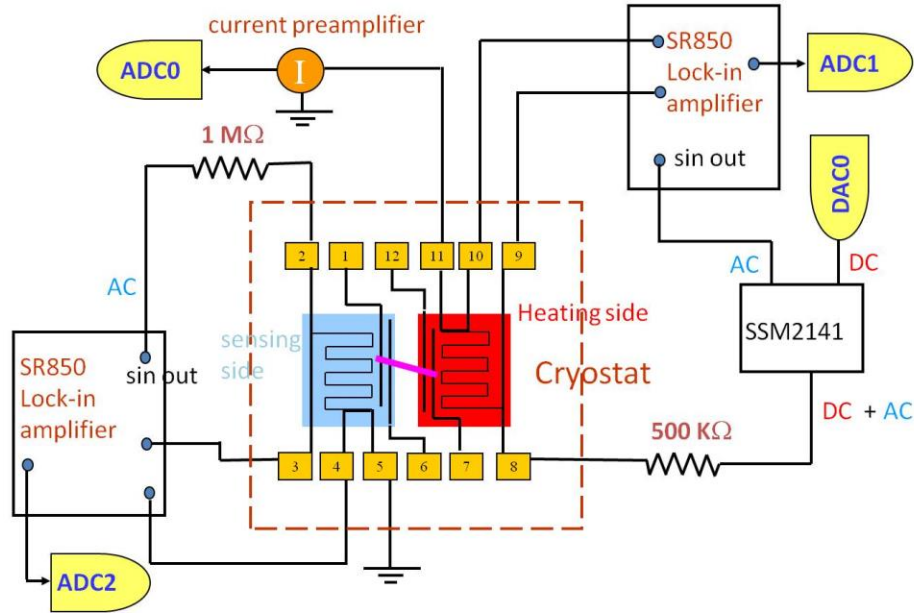 current preamplifier
ADC0
I
SR850
Lock-in
amplifier
ADC1
sin out
1 MΩ
DAC0
2
1
12
11
10
9
AC
AC
DC
SSM2141
sensing
side
Heating side
Cryostat
SR850
Lock-in
amplifier
sin out
DC + AC
500 KΩ
3
4
5
6
7
8
ADC2